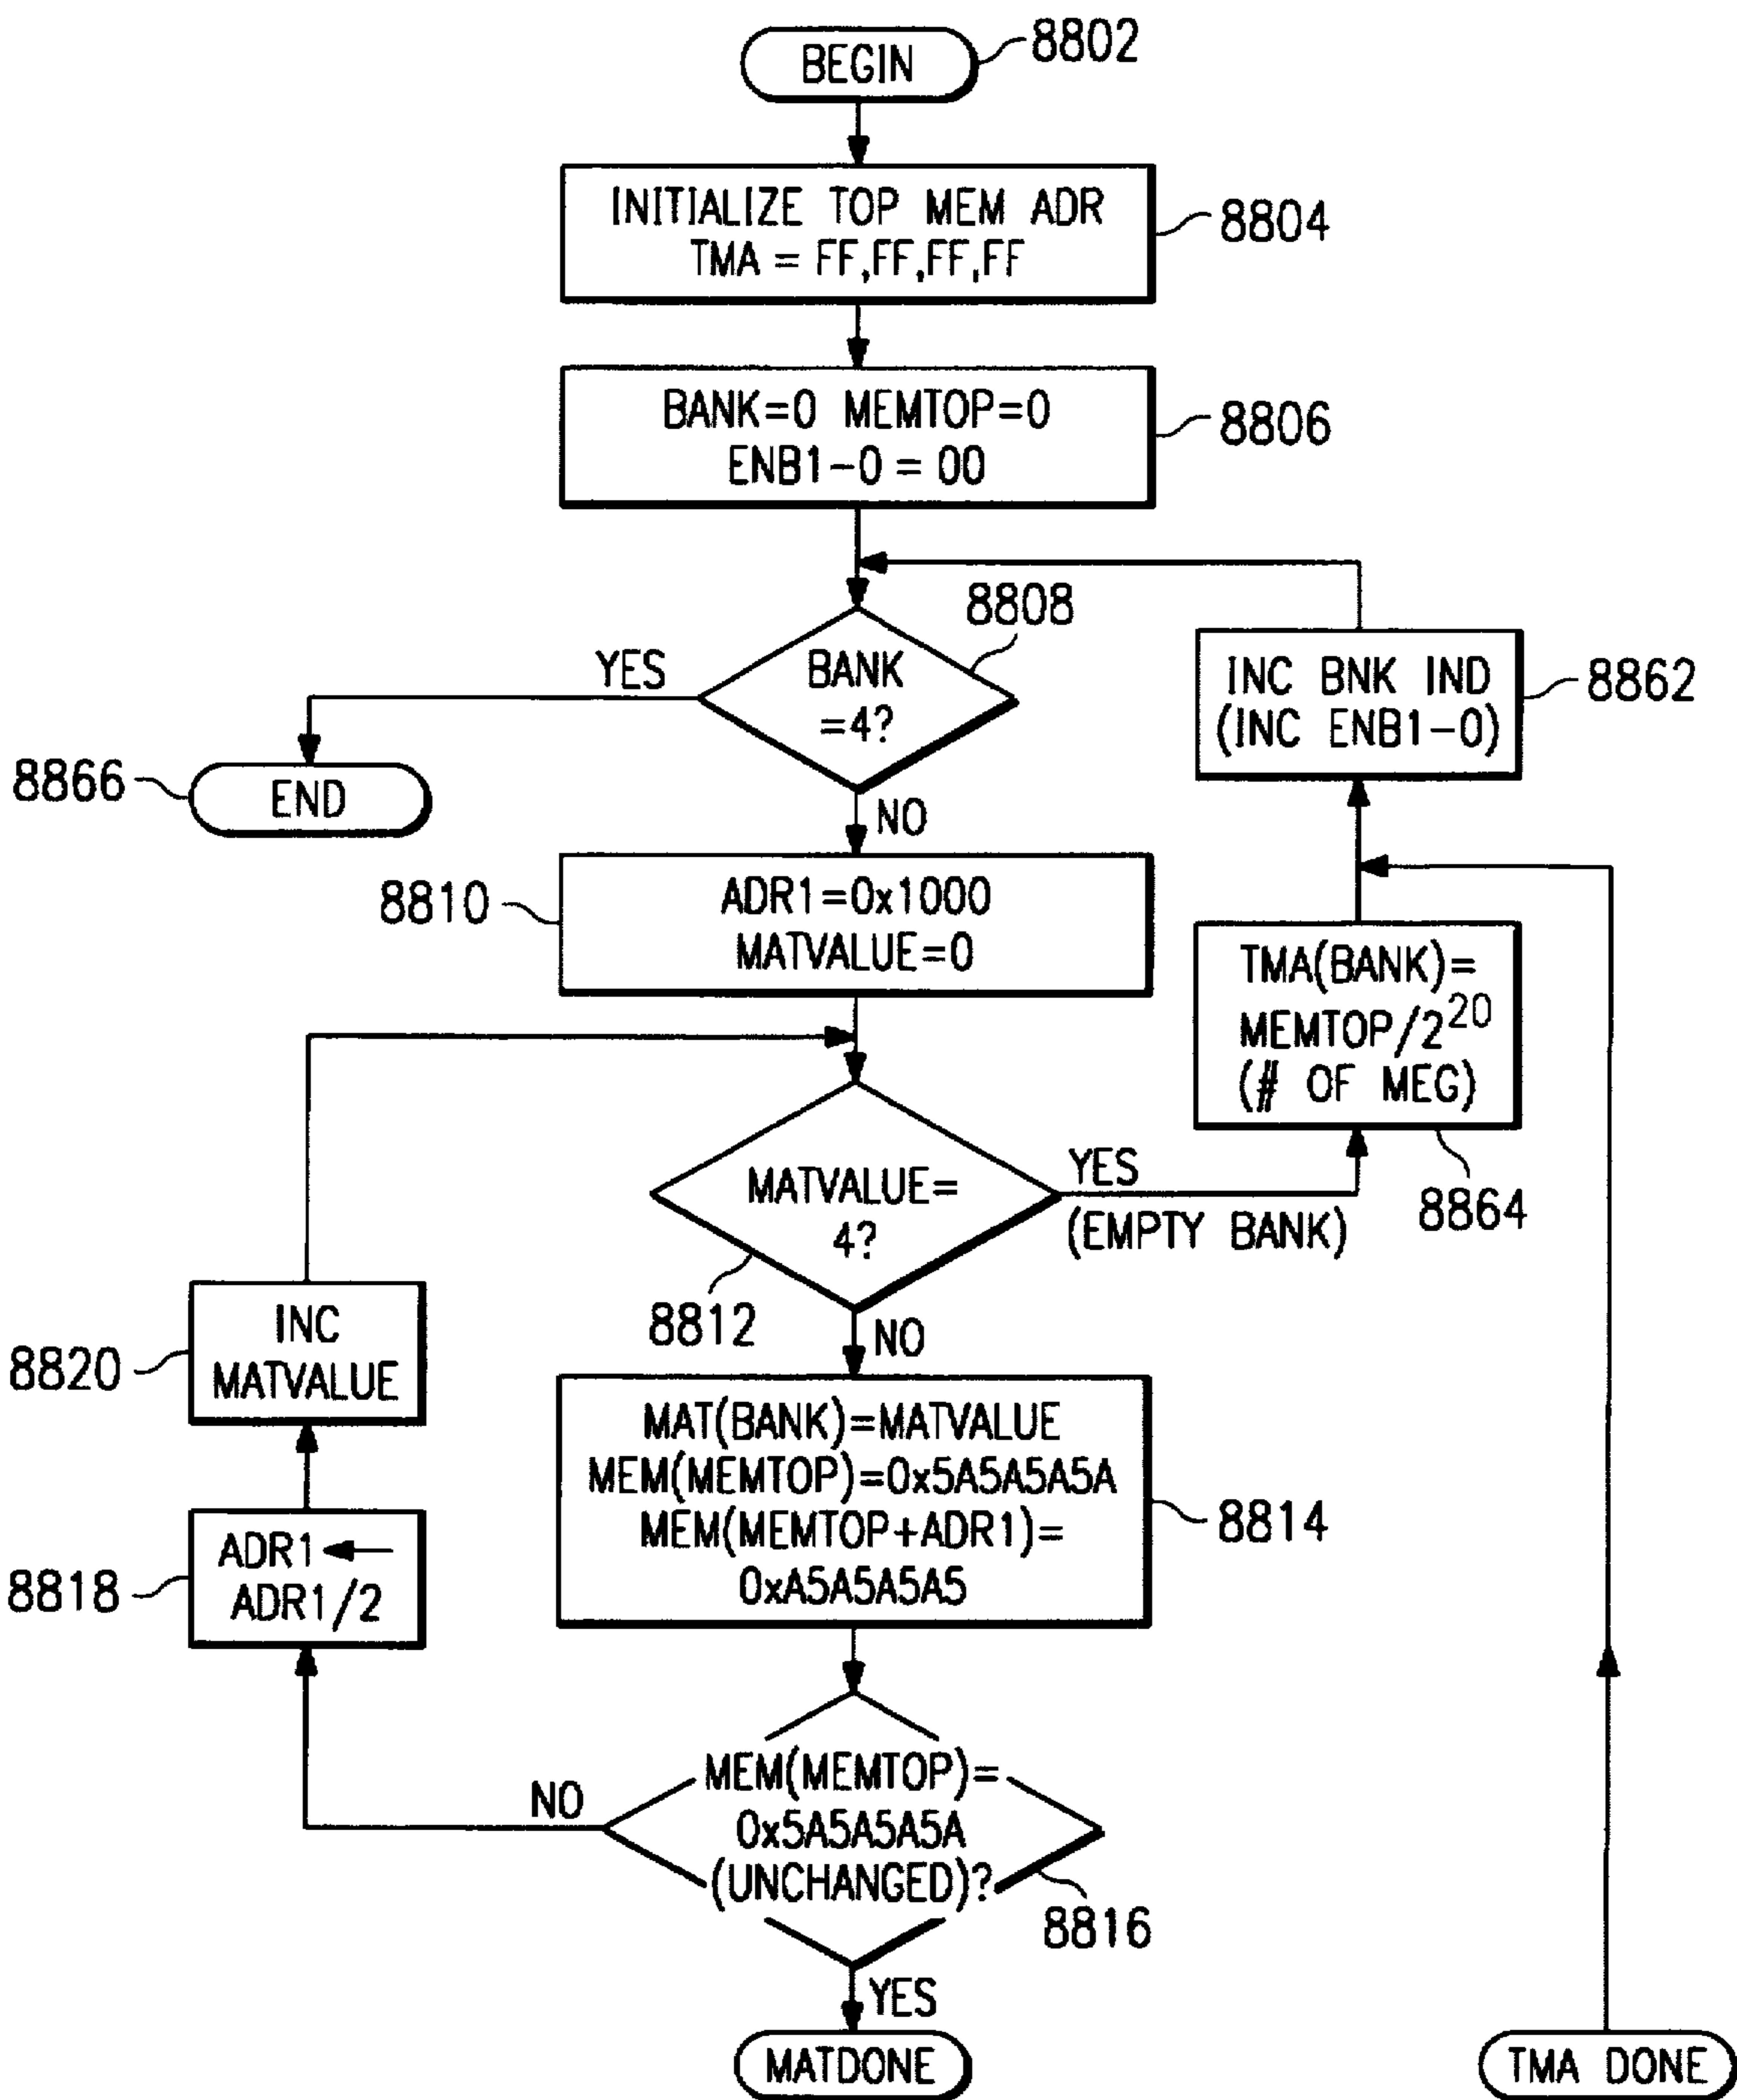 BEGIN
8802
INITIALIZE TOP MEM ADR
TMA = FF,FF,FF,FF
8804
BANK=0 MEMTOP=0
ENB1-0 = 00
8806
8808
BANK
=4?
YES
NO
8866
END
INC BNK IND
(INC ENB1-0)
8862
8810
ADR1=0x1000
MATVALUE=0
TMA(BANK)=
MEMTOP/2²⁰
(# OF MEG)
8864
MATVALUE=
4?
YES
(EMPTY BANK)
8812
NO
8820
INC
MATVALUE
MAT(BANK)=MATVALUE
MEM(MEMTOP)=0x5A5A5A5A
MEM(MEMTOP+ADR1)=
0xA5A5A5A5
8814
8818
ADR1←
ADR1/2
NO
MEM(MEMTOP)=
0x5A5A5A5A
(UNCHANGED)?
8816
YES
MATDONE
TMA DONE